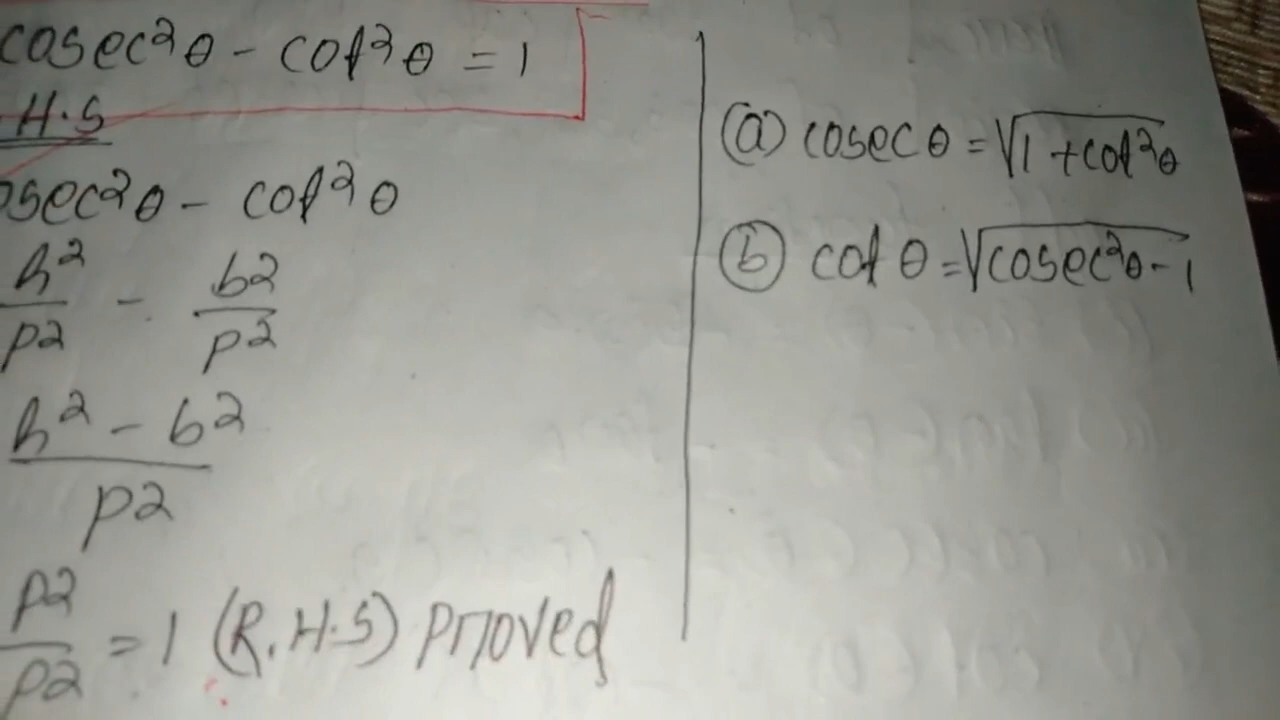 cosec²θ - cot²θ = 1
H.S
osec²θ - cot²θ
h²/p² - b²/p²
h² - b²/p²
p²/p² = 1 (R.H.S) proved
(a) cosecθ = √1 + cot²θ
(b) cot θ = √cosec²θ - 1